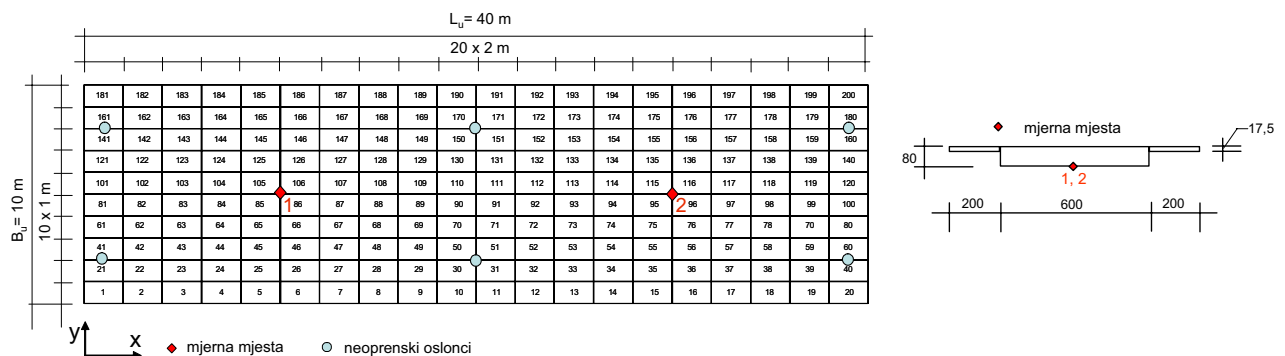 Lu= 40 m
20 x 2 m
Bu= 10 m
10 x 1 m
181 182 183 184 185 186 187 188 189 190 191 192 193 194 195 196 197 198 199 200
161 162 163 164 165 166 167 168 169 170 171 172 173 174 175 176 177 178 179 180
141 142 143 144 145 146 147 148 149 150 151 152 153 154 155 156 157 158 159 160
121 122 123 124 125 126 127 128 129 130 131 132 133 134 135 136 137 138 139 140
101 102 103 104 105 106 107 108 109 110 111 112 113 114 115 116 117 118 119 120
81 82 83 84 85 86 87 88 89 90 91 92 93 94 95 96 97 98 99 100
1 2
61 62 63 64 65 66 67 68 69 70 71 72 73 74 75 76 77 78 79 80
41 42 43 44 45 46 47 48 49 50 51 52 53 54 55 56 57 58 59 60
21 22 23 24 25 26 27 28 29 30 31 32 33 34 35 36 37 38 39 40
1 2 3 4 5 6 7 8 9 10 11 12 13 14 15 16 17 18 19 20
y
x
mjerna mjesta
neoprenski oslonci
mjerna mjesta
17,5
80
1, 2
200 600 200